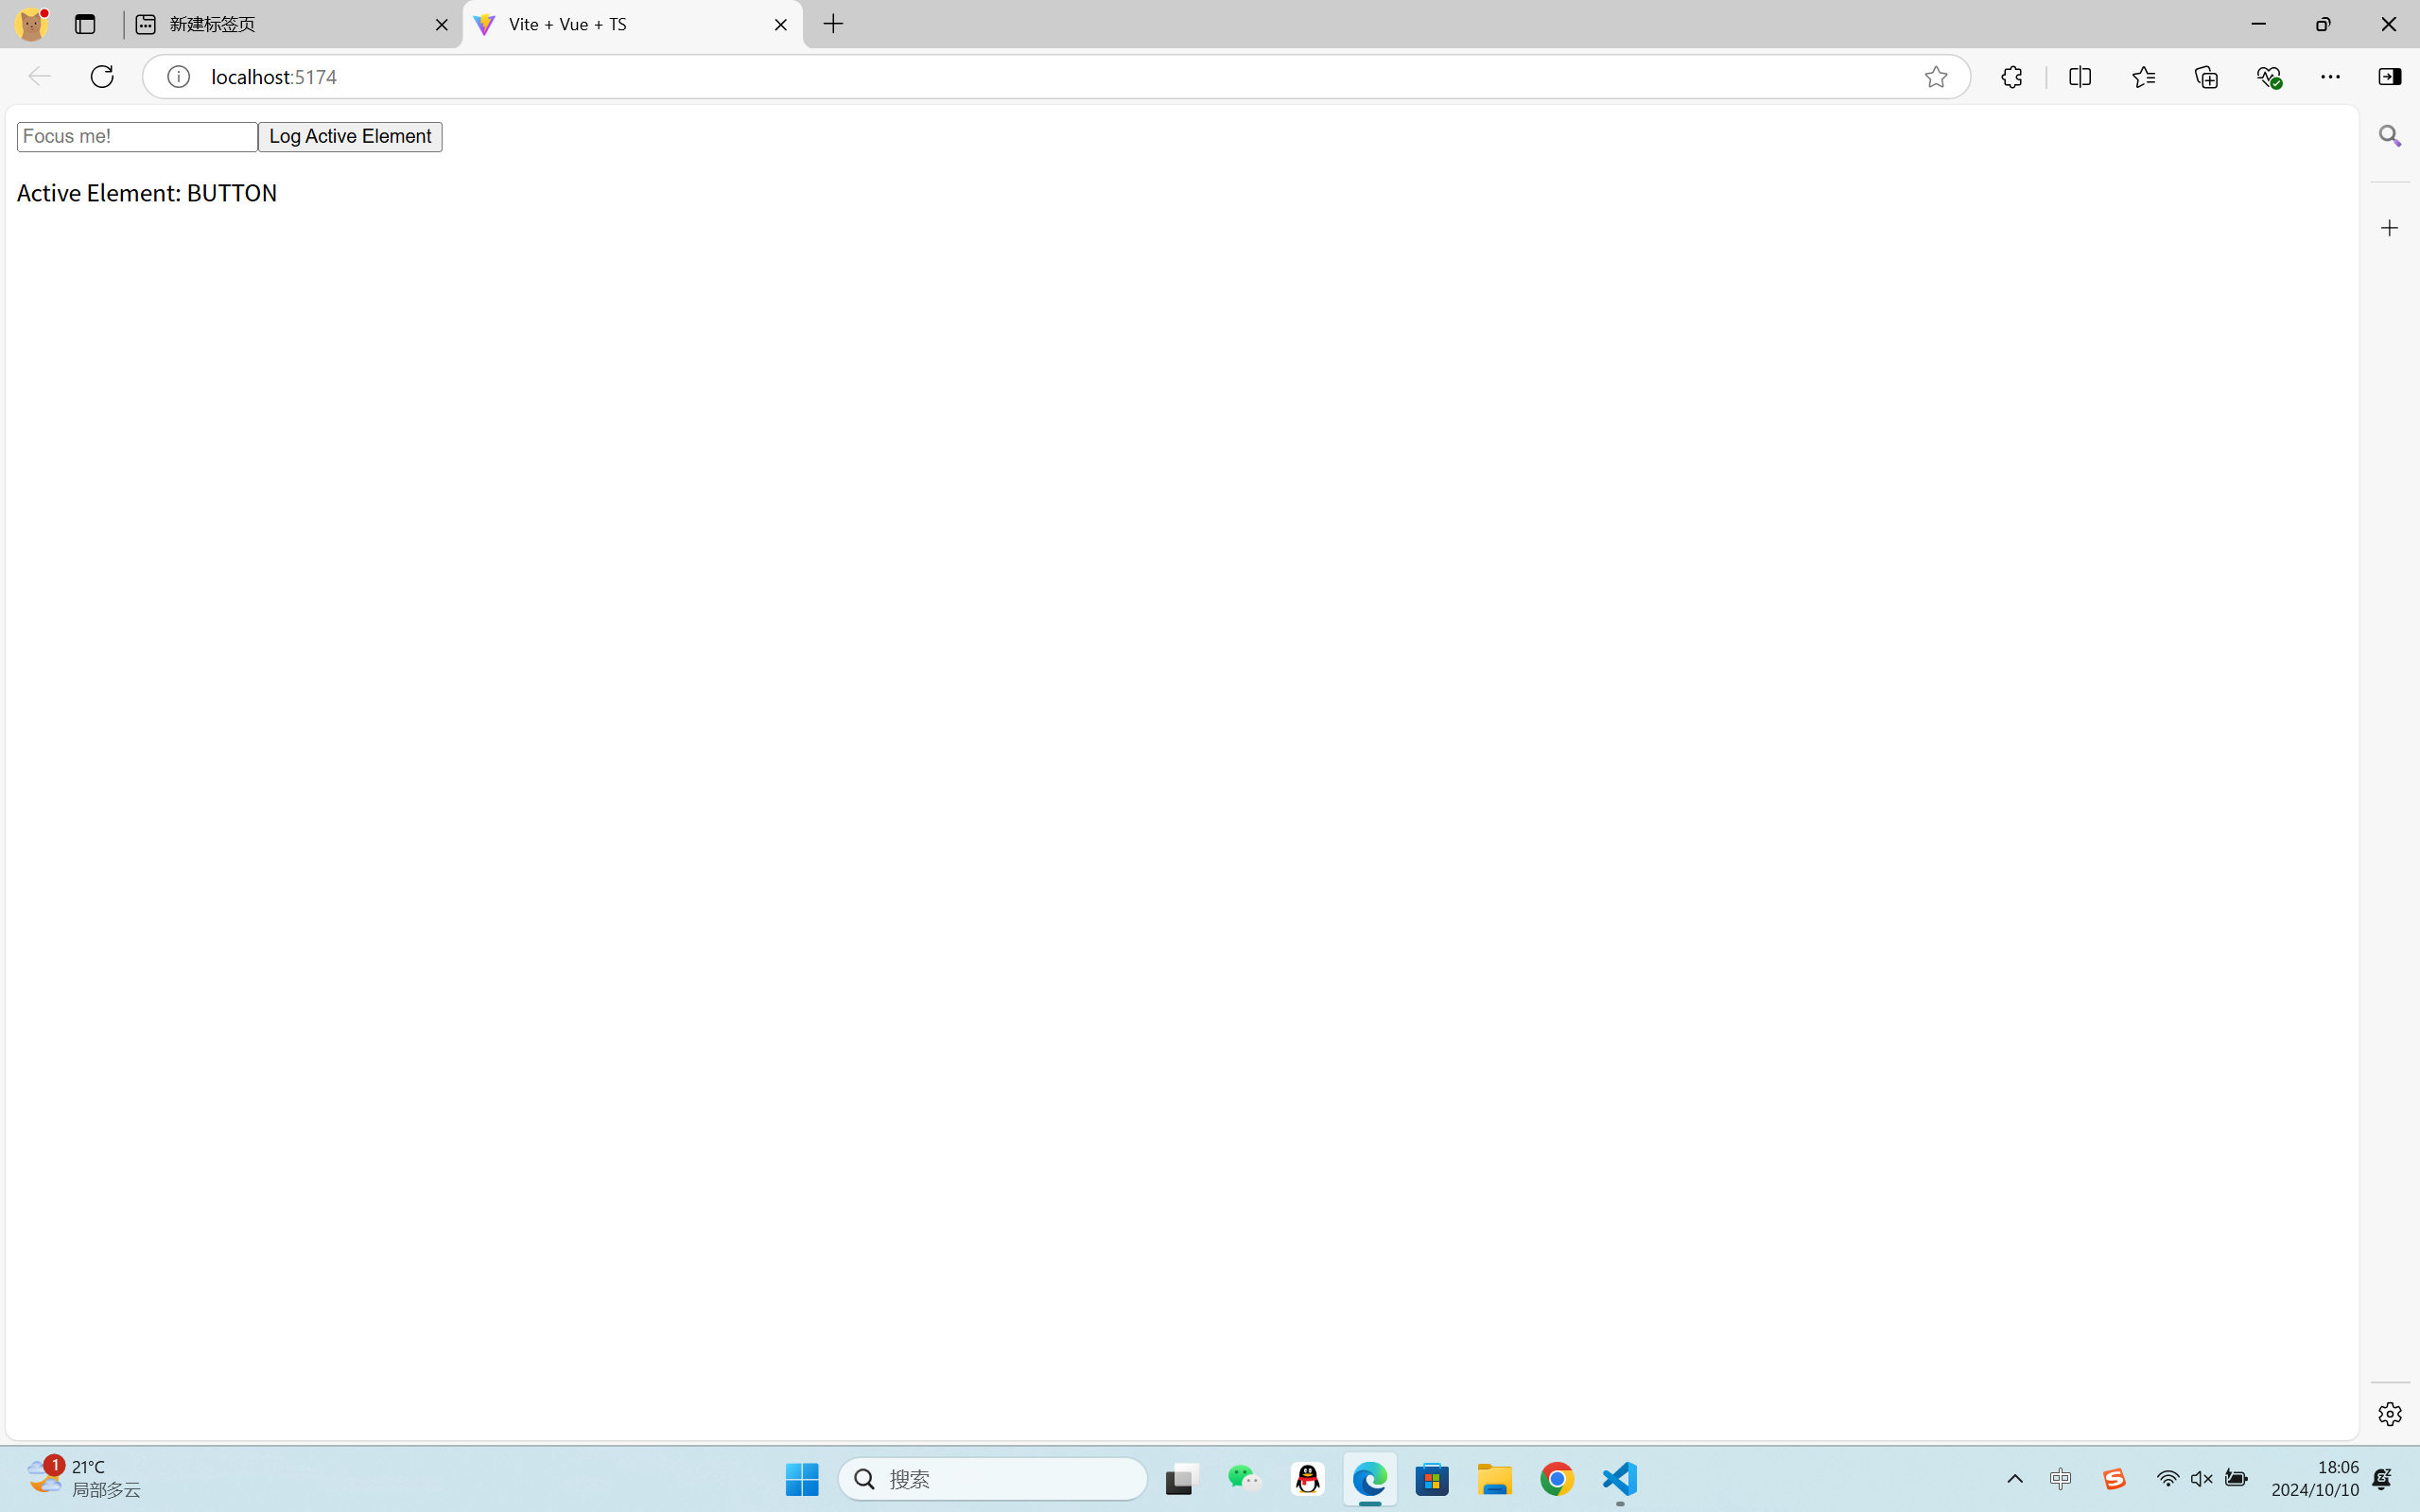 新建标签页
Vite + Vue + TS
localhost:5174
Focus me!
Log Active Element
Active Element: BUTTON
1
21°C
局部多云
搜索
中
18:06
2024/10/10